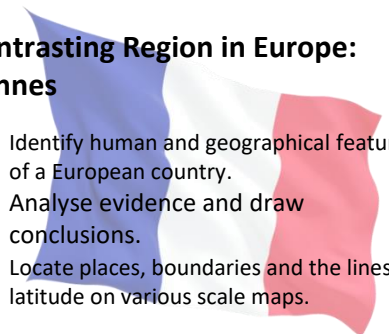 ntrasting Region in Europe:
nnes
Identify human and geographical featur
of a European country.
Analyse evidence and draw
conclusions.
Locate places, boundaries and the lines
latitude on various scale maps.